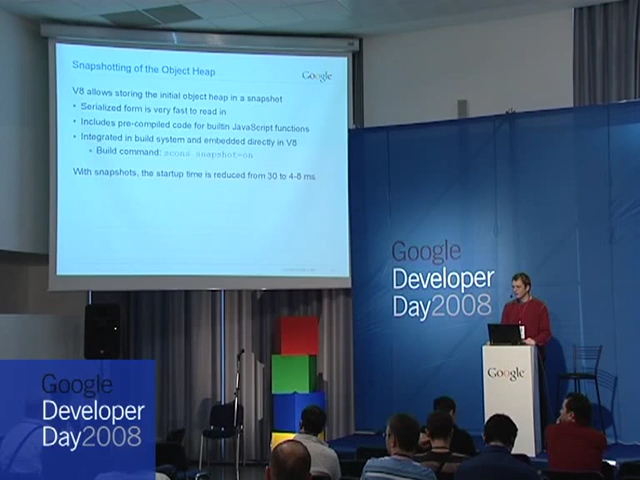 Snapshotting of the Object Heap
Google
V8 allows storing the initial object heap in a snapshot
• Serialized form is very fast to read in
• Includes pre-compiled code for builtin JavaScript functions
• Integrated in build system and embedded directly in V8
• Build command: scons snapshot=on
With snapshots, the startup time is reduced from 30 to 4-8 ms
Google
Developer
Day2008
Google
Google
Developer
Day2008